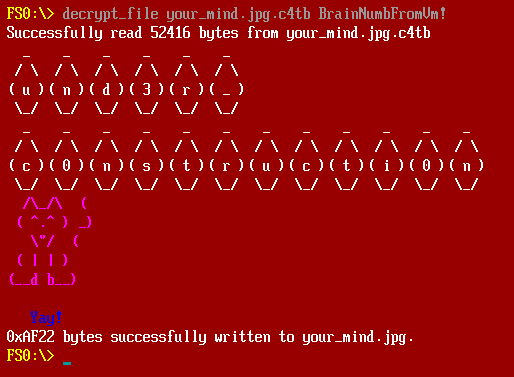 FS0:\> decrypt_file your_mind.jpg.c4tb BrainNumbFromVm!
Successfully read 52416 bytes from your_mind.jpg.c4tb
  _   _   _   _   _   _
 / \ / \ / \ / \ / \ / \
( u )( n )( d )( 3 )( r )( _ )
 \_/ \_/ \_/ \_/ \_/ \_/
  _   _   _   _   _   _   _   _   _   _   _   _
 / \ / \ / \ / \ / \ / \ / \ / \ / \ / \ / \ / \
( c )( 0 )( n )( s )( t )( r )( u )( c )( t )( i )( 0 )( n )
 \_/ \_/ \_/ \_/ \_/ \_/ \_/ \_/ \_/ \_/ \_/ \_/
  /\_/\  (
 ( ^.^ ) _)
   \"/  (
 ( | | )
(__d b__)
Yay!
0xAF22 bytes successfully written to your_mind.jpg.
FS0:\> _